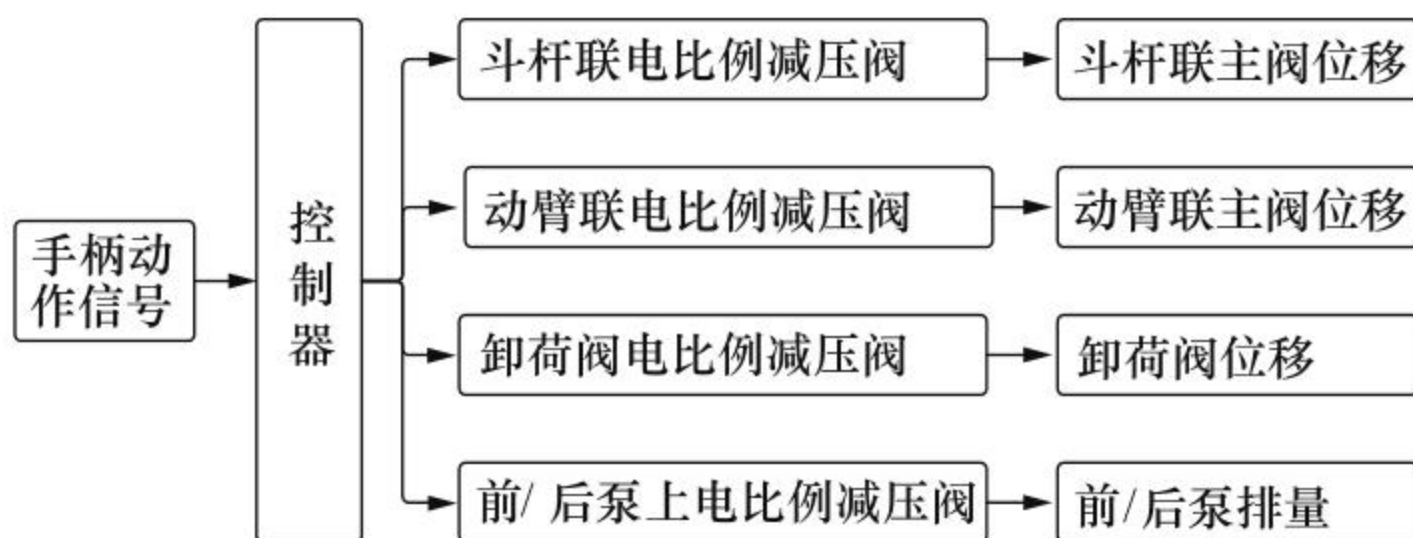 手柄动
作信号
控
制
器
斗杆联电比例减压阀
斗杆联主阀位移
动臂联电比例减压阀
动臂联主阀位移
卸荷阀电比例减压阀
卸荷阀位移
前/后泵上电比例减压阀
前/后泵排量